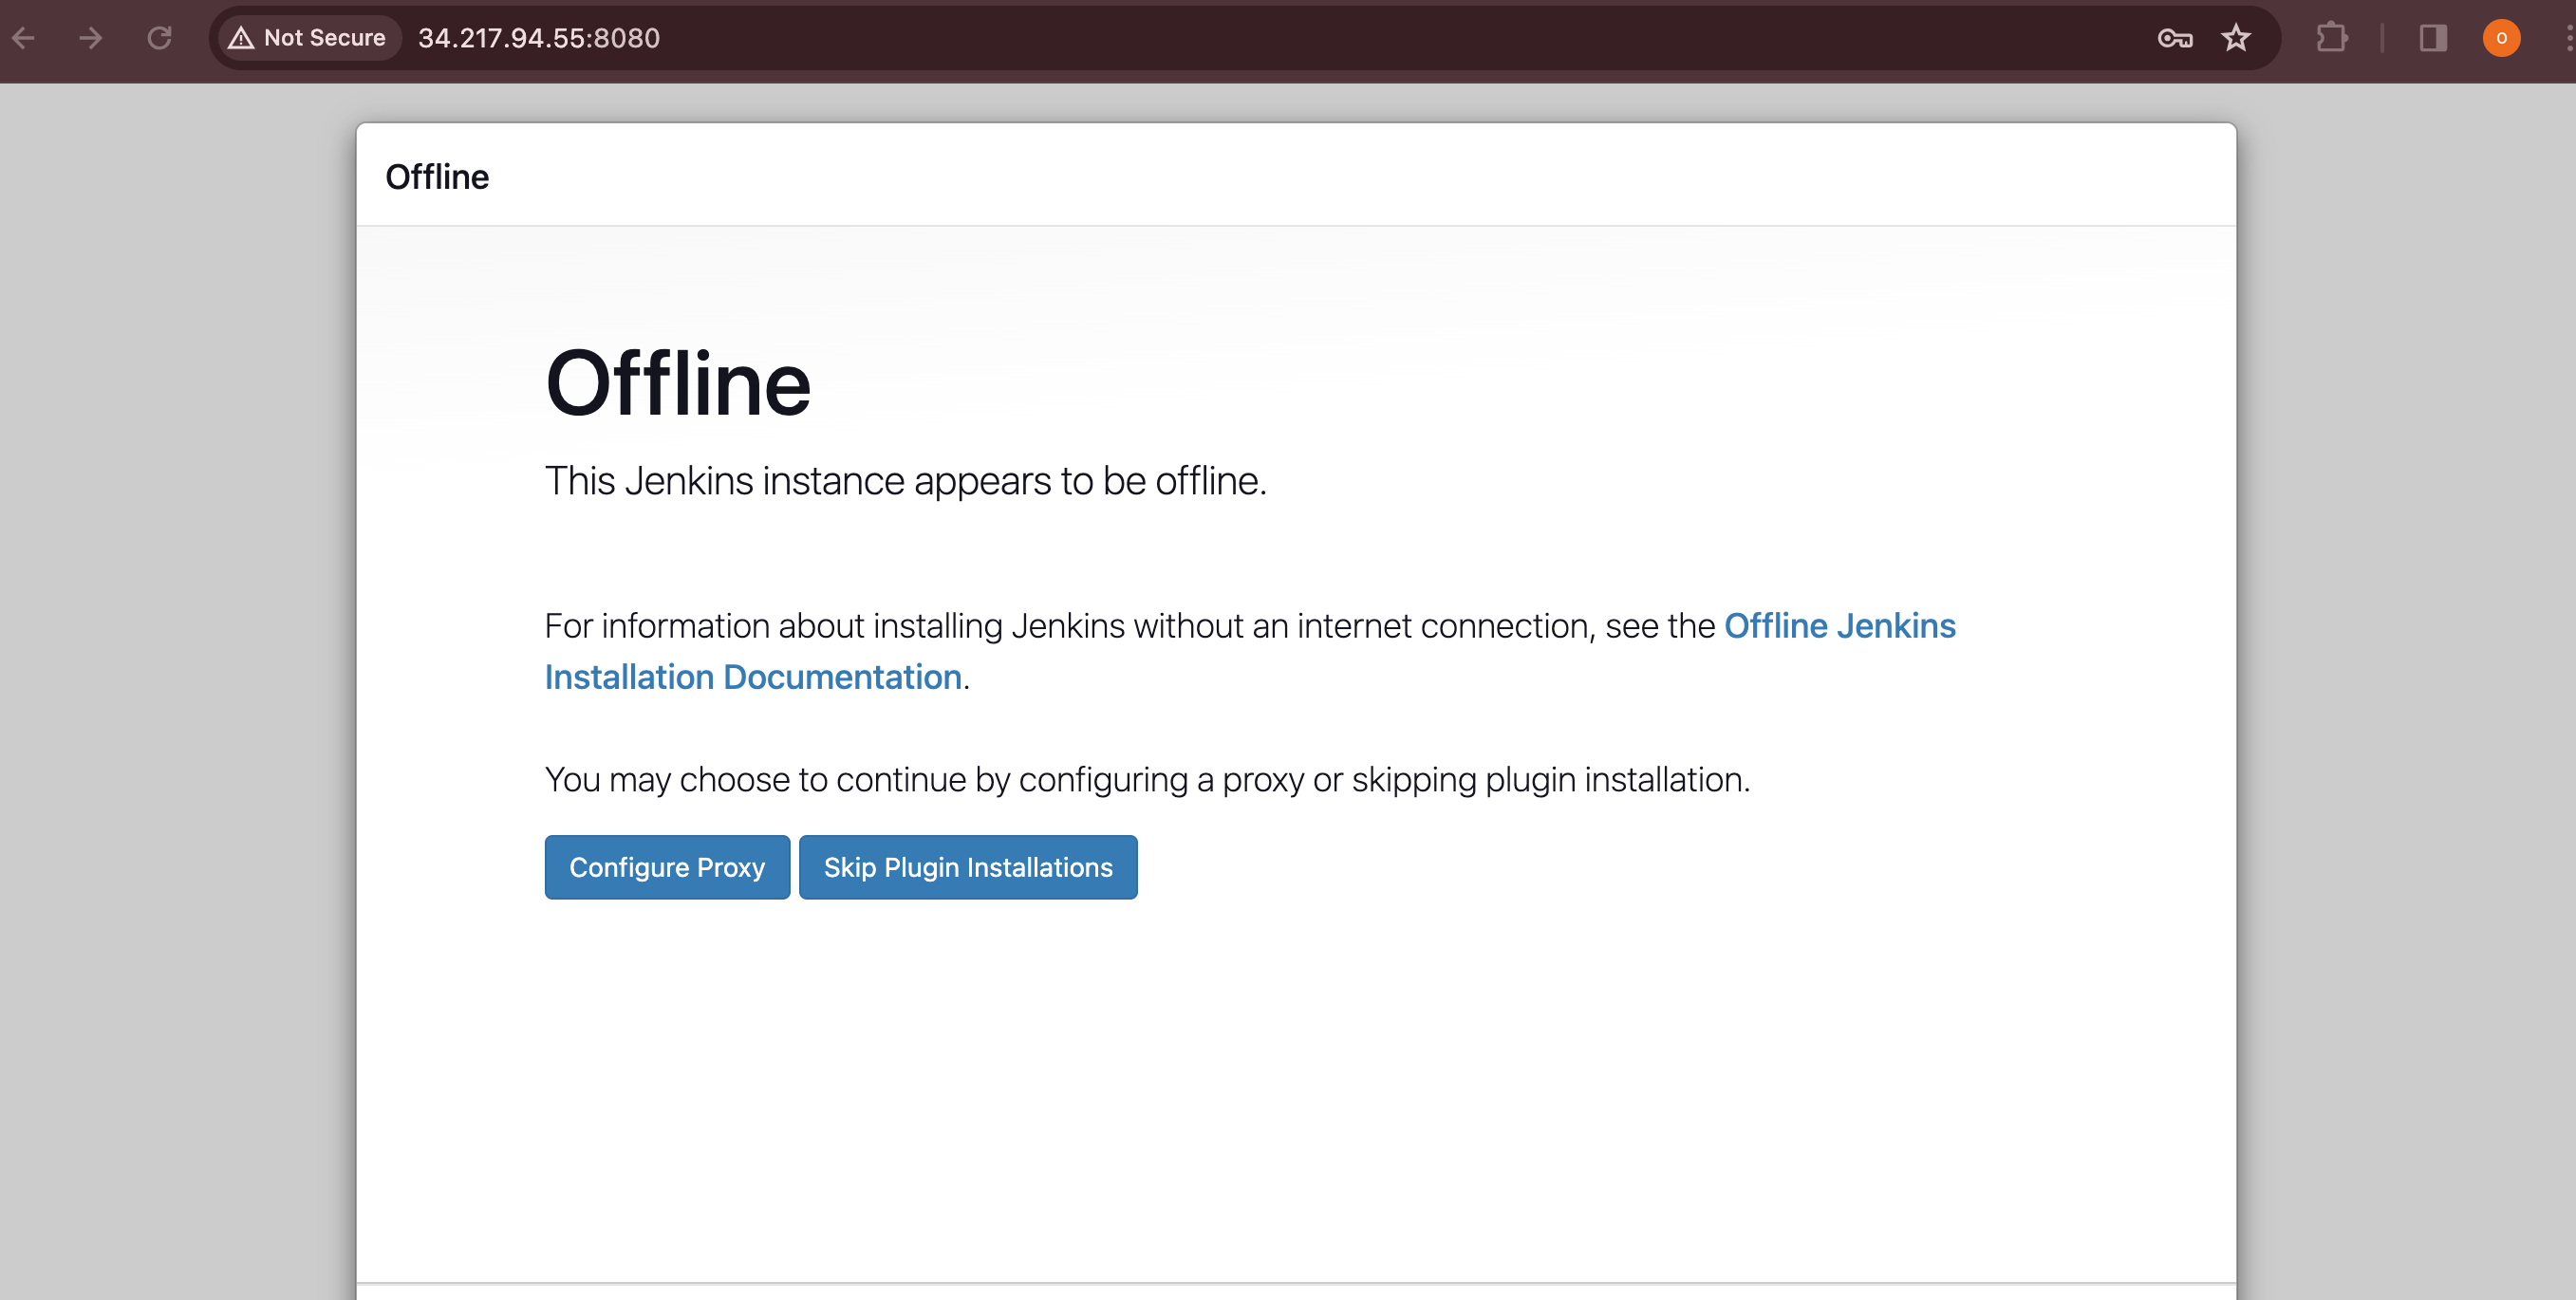 Not Secure 34.217.94.55:8080
o
Offline
Offline
This Jenkins instance appears to be offline.
For information about installing Jenkins without an internet connection, see the Offline Jenkins
Installation Documentation.
You may choose to continue by configuring a proxy or skipping plugin installation.
Configure Proxy Skip Plugin Installations